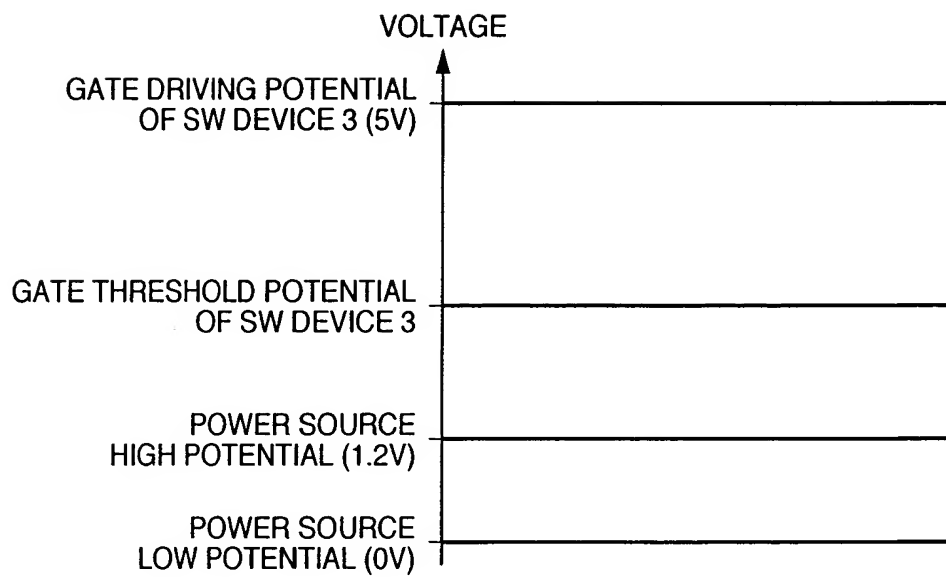 VOLTAGE
GATE DRIVING POTENTIAL
OF SW DEVICE 3 (5V)
GATE THRESHOLD POTENTIAL
OF SW DEVICE 3
POWER SOURCE
HIGH POTENTIAL (1.2V)
POWER SOURCE
LOW POTENTIAL (0V)